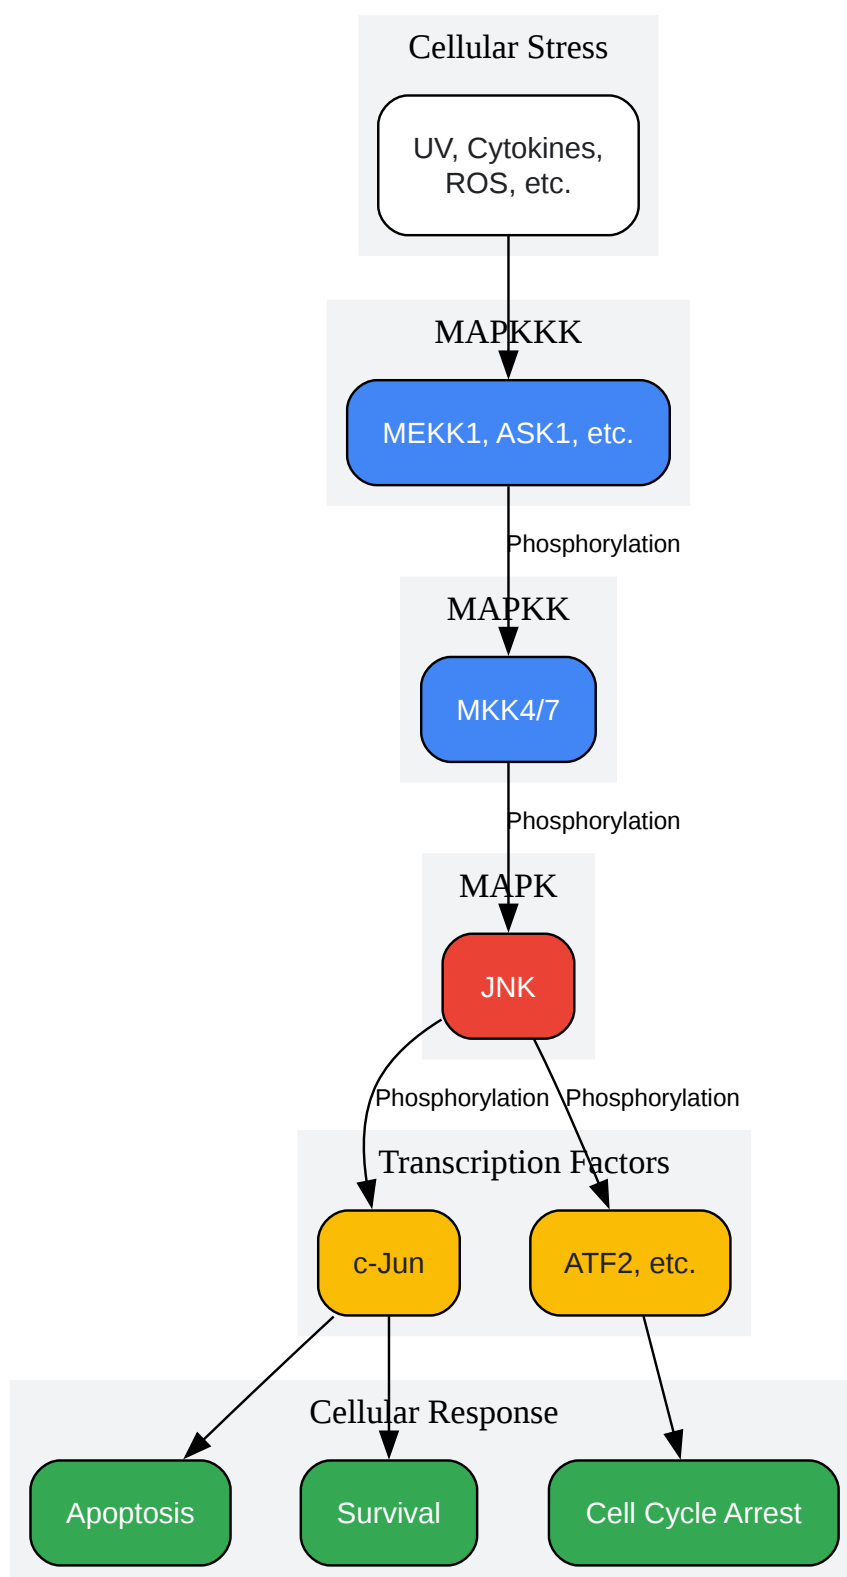 Cellular Stress
UV, Cytokines,
ROS, etc.
MAPKKK
MEKK1, ASK1, etc.
Phosphorylation
MAPKK
MKK4/7
Phosphorylation
MAPK
JNK
Phosphorylation
Phosphorylation
Transcription Factors
c-Jun
ATF2, etc.
Cellular Response
Apoptosis
Survival
Cell Cycle Arrest